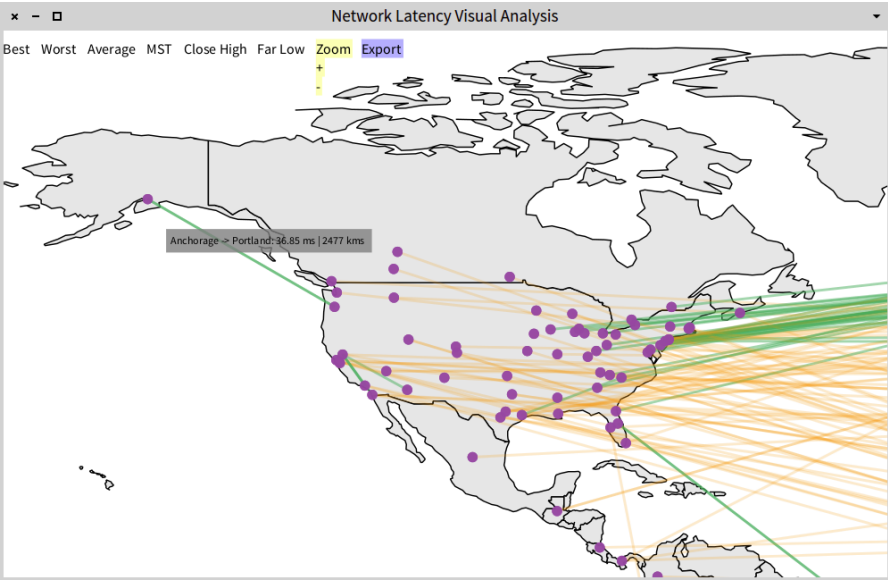 Network Latency Visual Analysis
Best Worst Average MST Close High Far Low Zoom Export
+
-
Anchorage -> Portland: 36.85 ms | 2477 kms